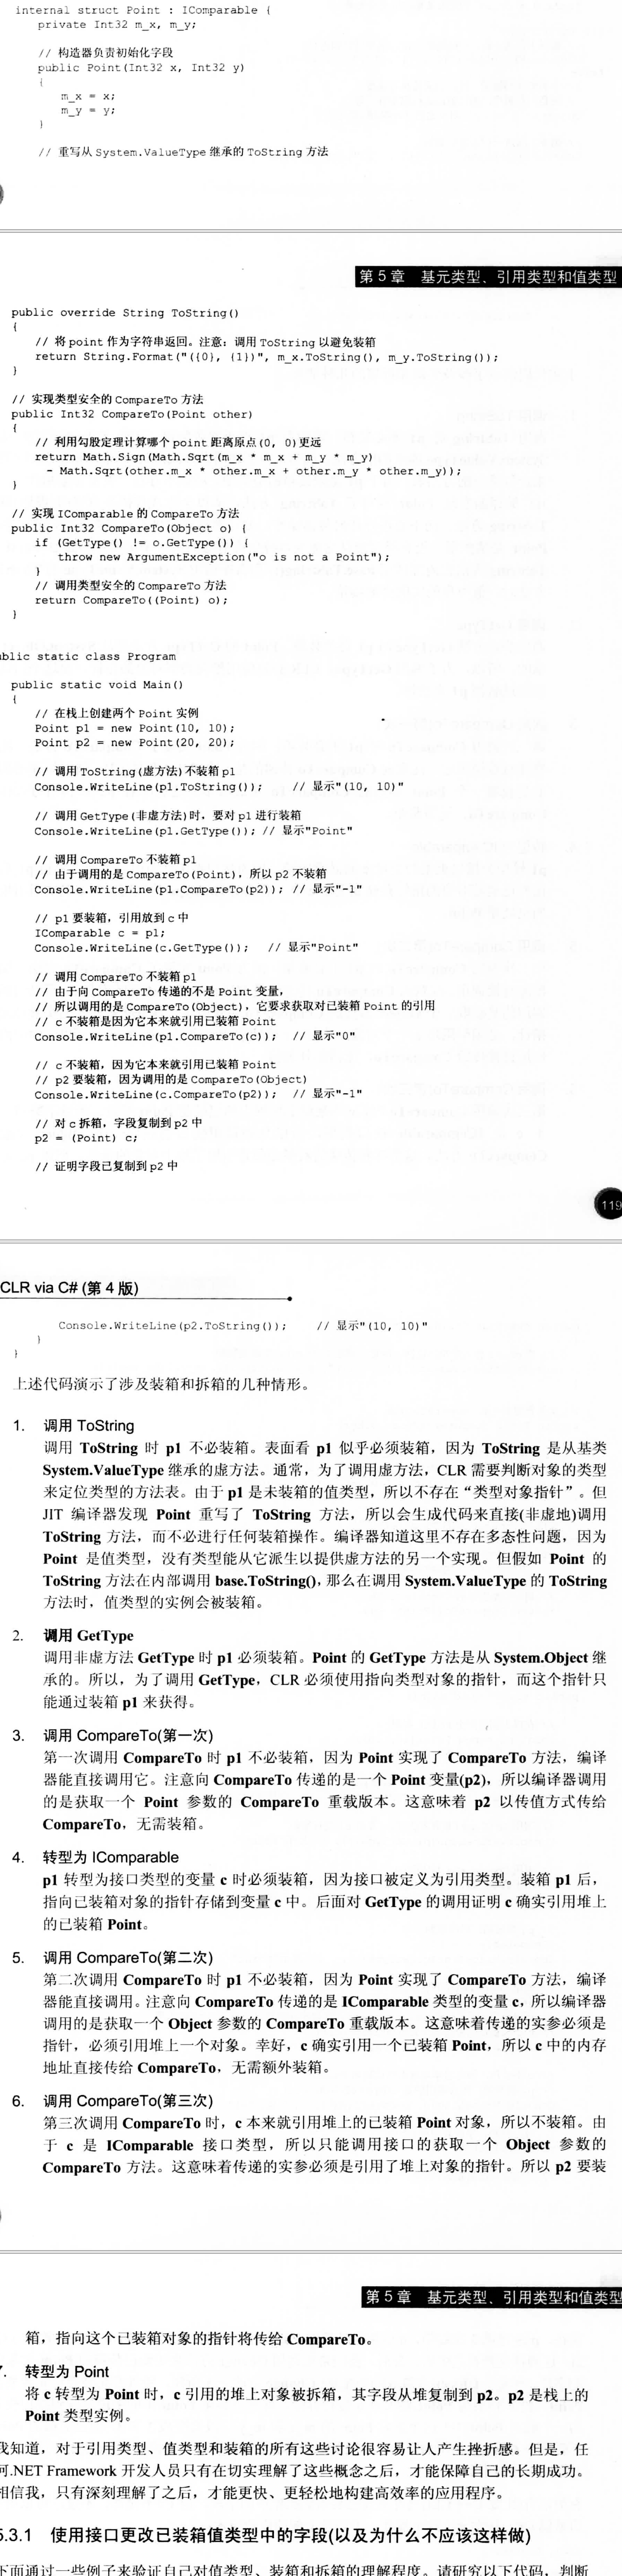 internal struct Point : IComparable {
private Int32 m_x, m_y;
// 构造器负责初始化字段
public Point(Int32 x, Int32 y)
{
m_x = x;
m_y = y;
}
// 重写从 System.ValueType 继承的 ToString 方法
第 5 章 基元类型、引用类型和值类型
public override String ToString()
{
// 将 point 作为字符串返回。注意：调用 ToString 以避免装箱
return String.Format("({0}, {1})", m_x.ToString(), m_y.ToString());
}
// 实现类型安全的 CompareTo 方法
public Int32 CompareTo(Point other)
{
// 利用勾股定理计算哪个 point 距离原点(0, 0)更远
return Math.Sign(Math.Sqrt(m_x * m_x + m_y * m_y)
- Math.Sqrt(other.m_x * other.m_x + other.m_y * other.m_y));
}
// 实现 IComparable 的 CompareTo 方法
public Int32 CompareTo(Object o) {
if (GetType() != o.GetType()) {
throw new ArgumentException("o is not a Point");
}
// 调用类型安全的 CompareTo 方法
return CompareTo((Point) o);
}
ublic static class Program
public static void Main()
{
// 在栈上创建两个 Point 实例
Point p1 = new Point(10, 10);
Point p2 = new Point(20, 20);
// 调用 ToString(虚方法)不装箱 p1
Console.WriteLine(p1.ToString()); // 显示"(10, 10)"
// 调用 GetType(非虚方法)时，要对 p1 进行装箱
Console.WriteLine(p1.GetType()); // 显示"Point"
// 调用 CompareTo 不装箱 p1
// 由于调用的是 CompareTo(Point)，所以 p2 不装箱
Console.WriteLine(p1.CompareTo(p2)); // 显示"-1"
// p1 要装箱，引用放到 c 中
IComparable c = p1;
Console.WriteLine(c.GetType()); // 显示"Point"
// 调用 CompareTo 不装箱 p1
// 由于向 CompareTo 传递的不是 Point 变量，
// 所以调用的是 CompareTo(Object)，它要求获取对已装箱 Point 的引用
// c 不装箱是因为它本来就引用已装箱 Point
Console.WriteLine(p1.CompareTo(c)); // 显示"0"
// c 不装箱，因为它本来就引用已装箱 Point
// p2 要装箱，因为调用的是 CompareTo(Object)
Console.WriteLine(c.CompareTo(p2)); // 显示"-1"
// 对 c 拆箱，字段复制到 p2 中
p2 = (Point) c;
// 证明字段已复制到 p2 中
119
CLR via C# (第 4 版)
Console.WriteLine(p2.ToString()); // 显示"(10, 10)"
}
}
上述代码演示了涉及装箱和拆箱的几种情形。
1. 调用 ToString
调用 ToString 时 p1 不必装箱。表面看 p1 似乎必须装箱，因为 ToString 是从基类
System.ValueType 继承的虚方法。通常，为了调用虚方法，CLR 需要判断对象的类型
来定位类型的方法表。由于 p1 是未装箱的值类型，所以不存在“类型对象指针”。但
JIT 编译器发现 Point 重写了 ToString 方法，所以会生成代码来直接(非虚地)调用
ToString 方法，而不必进行任何装箱操作。编译器知道这里不存在多态性问题，因为
Point 是值类型，没有类型能从它派生以提供虚方法的另一个实现。但假如 Point 的
ToString 方法在内部调用 base.ToString()，那么在调用 System.ValueType 的 ToString
方法时，值类型的实例会被装箱。
2. 调用 GetType
调用非虚方法 GetType 时 p1 必须装箱。Point 的 GetType 方法是从 System.Object 继
承的。所以，为了调用 GetType，CLR 必须使用指向类型对象的指针，而这个指针只
能通过装箱 p1 来获得。
3. 调用 CompareTo(第一次)
第一次调用 CompareTo 时 p1 不必装箱，因为 Point 实现了 CompareTo 方法，编译
器能直接调用它。注意向 CompareTo 传递的是一个 Point 变量(p2)，所以编译器调用
的是获取一个 Point 参数的 CompareTo 重载版本。这意味着 p2 以传值方式传给
CompareTo，无需装箱。
4. 转型为 IComparable
p1 转型为接口类型的变量 c 时必须装箱，因为接口被定义为引用类型。装箱 p1 后，
指向已装箱对象的指针存储到变量 c 中。后面对 GetType 的调用证明 c 确实引用堆上
的已装箱 Point。
5. 调用 CompareTo(第二次)
第二次调用 CompareTo 时 p1 不必装箱，因为 Point 实现了 CompareTo 方法，编译
器能直接调用。注意向 CompareTo 传递的是 IComparable 类型的变量 c，所以编译器
调用的是获取一个 Object 参数的 CompareTo 重载版本。这意味着传递的实参必须是
指针，必须引用堆上一个对象。幸好，c 确实引用一个已装箱 Point，所以 c 中的内存
地址直接传给 CompareTo，无需额外装箱。
6. 调用 CompareTo(第三次)
第三次调用 CompareTo 时，c 本来就引用堆上的已装箱 Point 对象，所以不装箱。由
于 c 是 IComparable 接口类型，所以只能调用接口的获取一个 Object 参数的
CompareTo 方法。这意味着传递的实参必须是引用了堆上对象的指针。所以 p2 要装
第 5 章 基元类型、引用类型和值类型
箱，指向这个已装箱对象的指针将传给 CompareTo。
. 转型为 Point
将 c 转型为 Point 时，c 引用的堆上对象被拆箱，其字段从堆复制到 p2。p2 是栈上的
Point 类型实例。
我知道，对于引用类型、值类型和装箱的所有这些讨论很容易让人产生挫折感。但是，任
何.NET Framework 开发人员只有在切实理解了这些概念之后，才能保障自己的长期成功。
相信我，只有深刻理解了之后，才能更快、更轻松地构建高效率的应用程序。
5.3.1 使用接口更改已装箱值类型中的字段(以及为什么不应该这样做)
下面通过一些例子来验证自己对值类型、装箱和拆箱的理解程度。请研究以下代码，判断